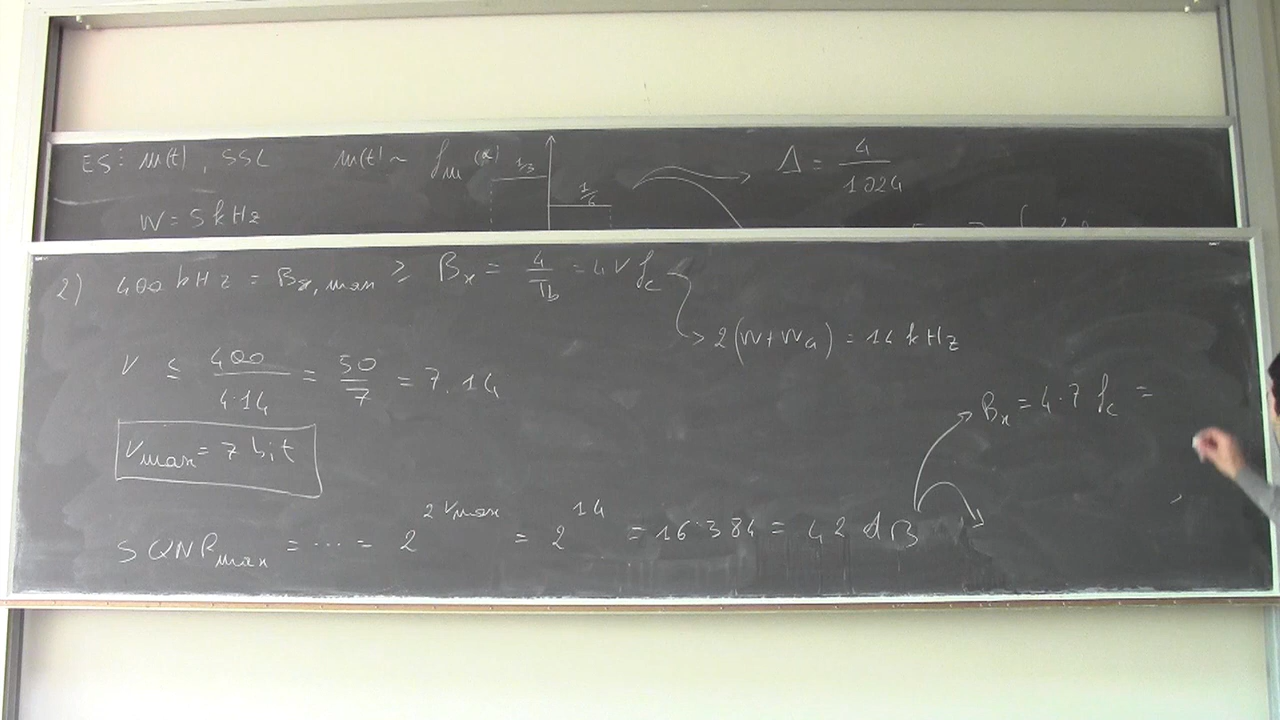 ES: m(t), SSL m(t) ~ f_m(x) 1/3 1/6 Δ = 4/1024
W = 5 kHz
2) 400 kHz = B_x,max ≥ B_x = 4/T_b = 4 V f_c
→ 2(W + W_G) = 14 kHz
V ≤ 400/4·14 = 50/7 = 7.14
B_x = 4·7 f_c =
V_max = 7 bit
SQNR_max = ... = 2^2V_max = 2^14 = 16·384 = 42 dB